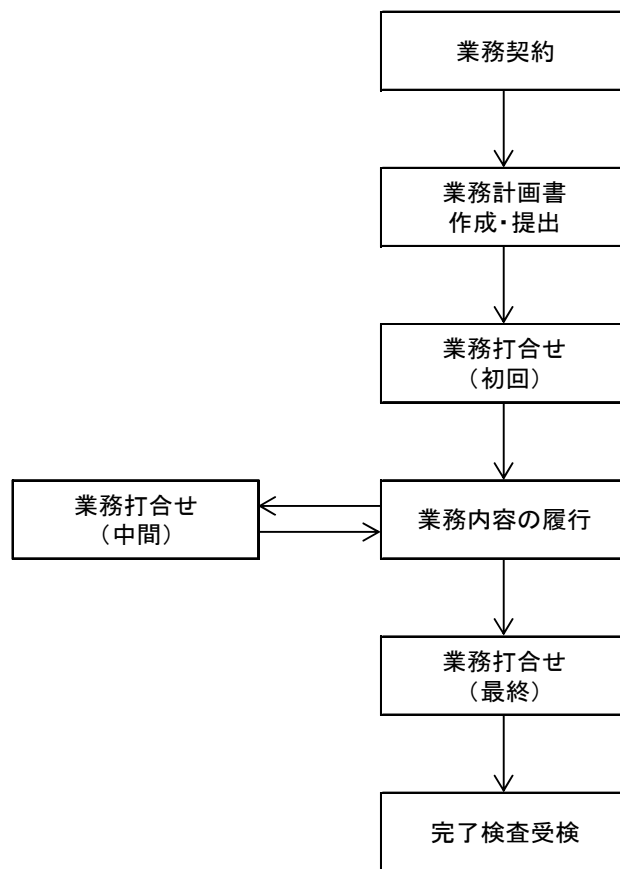 業務契約
業務計画書
作成・提出
業務打合せ
（初回）
業務打合せ
（中間）
業務内容の履行
業務打合せ
（最終）
完了検査受検